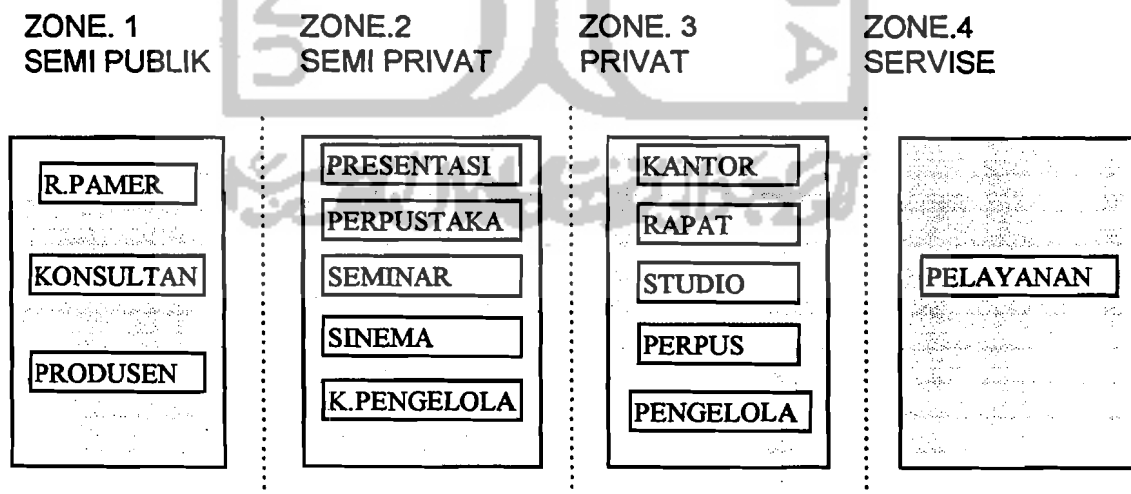 ZONE. 1
SEMI PUBLIK
ZONE.2
SEMI PRIVAT
ZONE. 3
PRIVAT
ZONE.4
SERVISE
R.PAMER
KONSULTAN
PRODUSEN
PRESENTASI
PERPUSTAKA
SEMINAR
SINEMA
K.PENGELOLA
KANTOR
RAPAT
STUDIO
PERPUS
PENGELOLA
PELAYANAN